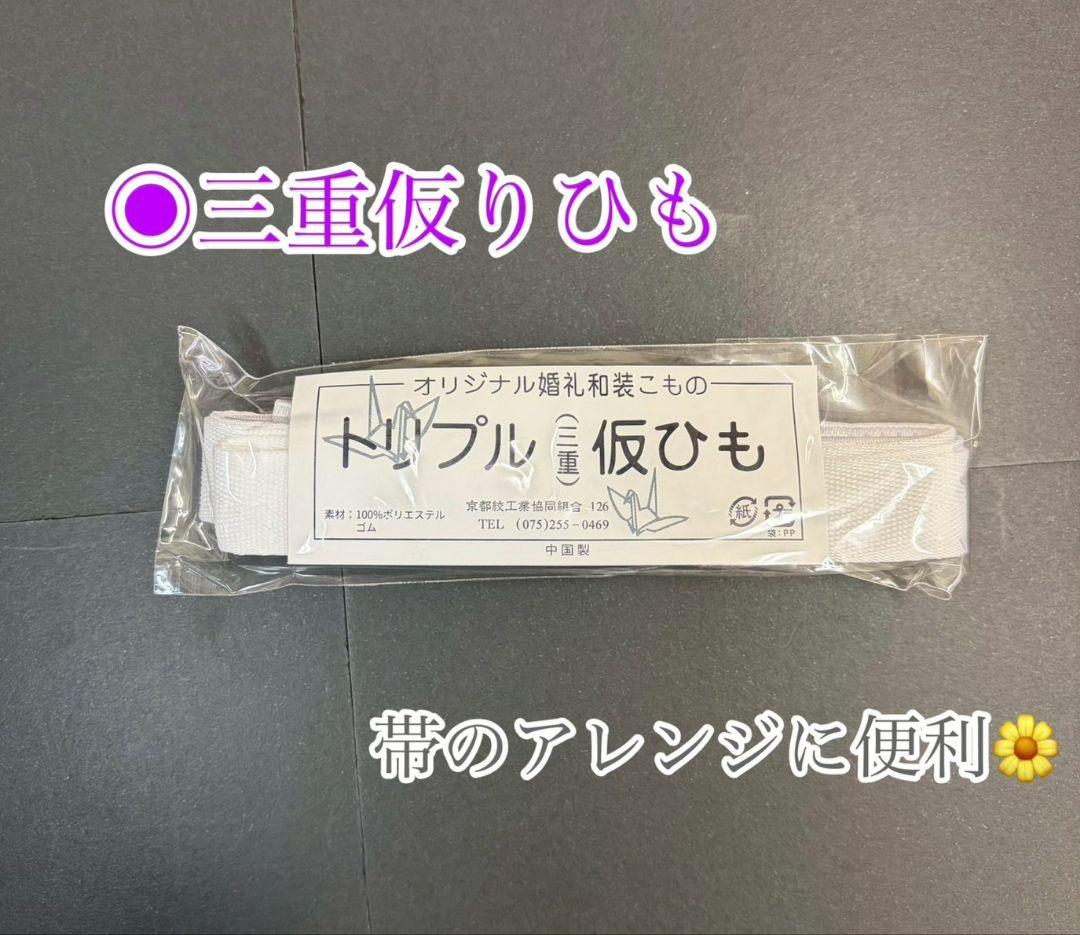 ◉三重仮りひも
オリジナル婚礼和装こもの
トリプル(三重)仮ひも
京都紋工業協同組合 126
素材:100%ポリエステル
TEL (075)255-0469
ゴム
紙
プラ
袋:PP
中国製
帯のアレンジに便利🌼